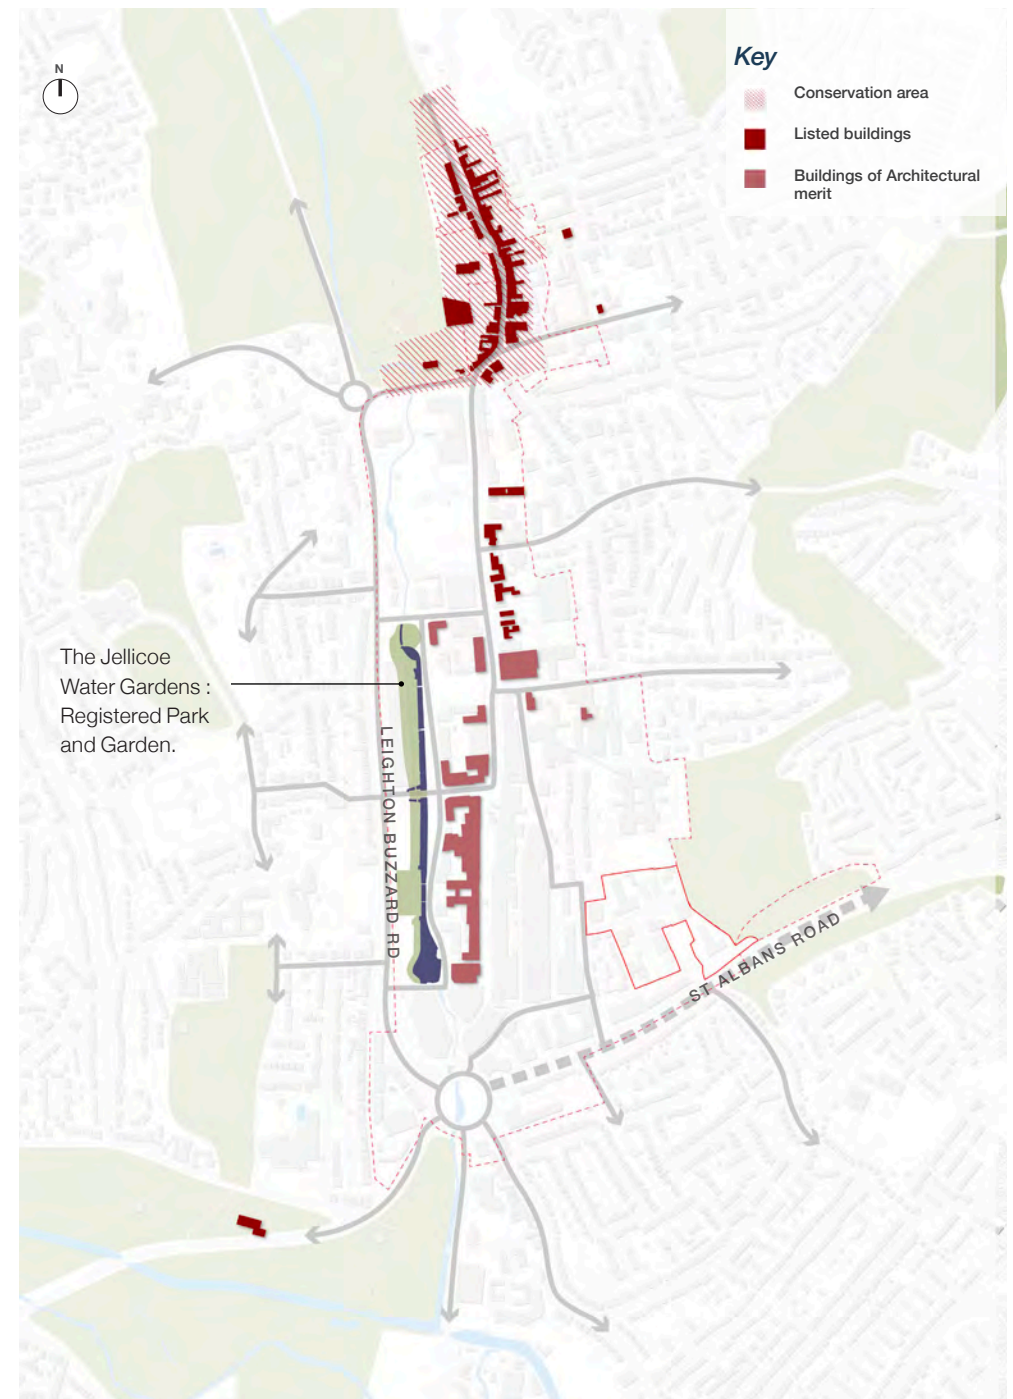 N
Key
Conservation area
Listed buildings
Buildings of Architectural
merit
The Jellicoe
Water Gardens :
Registered Park
and Garden.
LEIGHTON BUZZARD RD
ST ALBANS ROAD